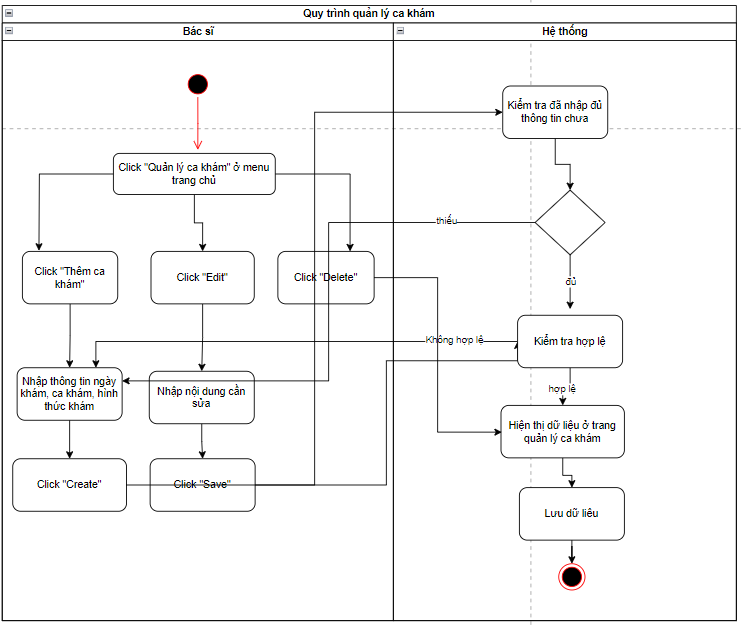 Quy trình quản lý ca khám
Bác sĩ
Hệ thống
Kiểm tra đã nhập đủ
thông tin chưa
Click "Quản lý ca khám" ở menu
trang chủ
thiếu
Click "Thêm ca
khám"
Click "Edit"
Click "Delete"
đủ
Không hợp lệ
Kiểm tra hợp lệ
Nhập thông tin ngày
khám, ca khám, hình
thức khám
Nhập nội dung cần
sửa
hợp lệ
Hiện thị dữ liệu ở trang
quản lý ca khám
Click "Create"
Click "Save"
Lưu dữ liệu